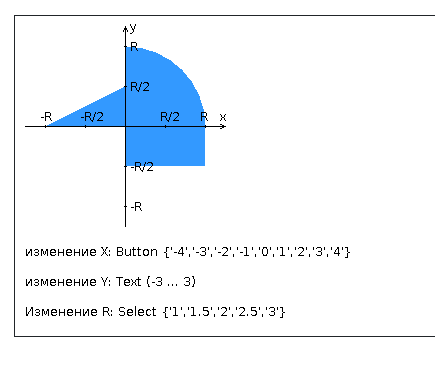 y
R
R/2
-R
-R/2
R/2
R
x
-R/2
-R
изменение X: Button {'-4','-3','-2','-1','0','1','2','3','4'}
изменение Y: Text (-3 ... 3)
Изменение R: Select {'1','1.5','2','2.5','3'}